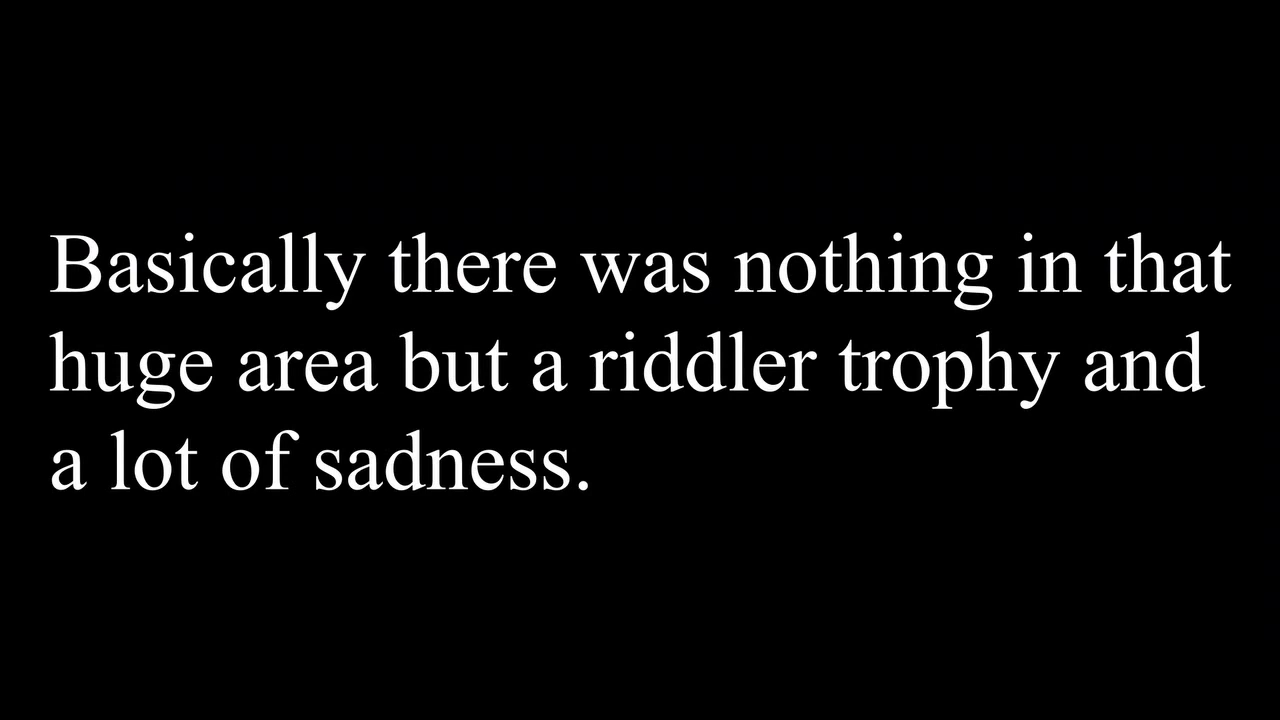 Basically there was nothing in that
huge area but a riddler trophy and
a lot of sadness.